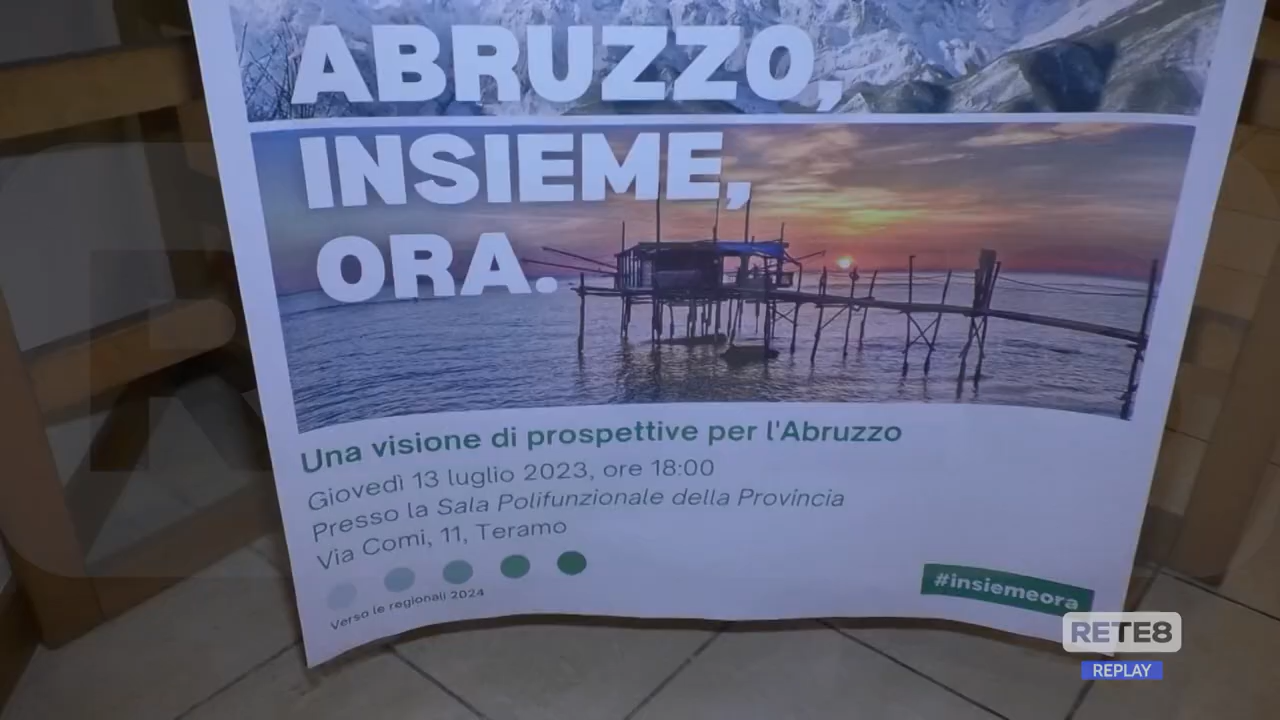 ABRUZZO,
INSIEME,
ORA.
Una visione di prospettive per l'Abruzzo
Giovedì 13 luglio 2023, ore 18:00
Presso la Sala Polifunzionale della Provincia
Via Comi, 11, Teramo
Verso le regionali 2024
#insiemeora
RETE8
REPLAY